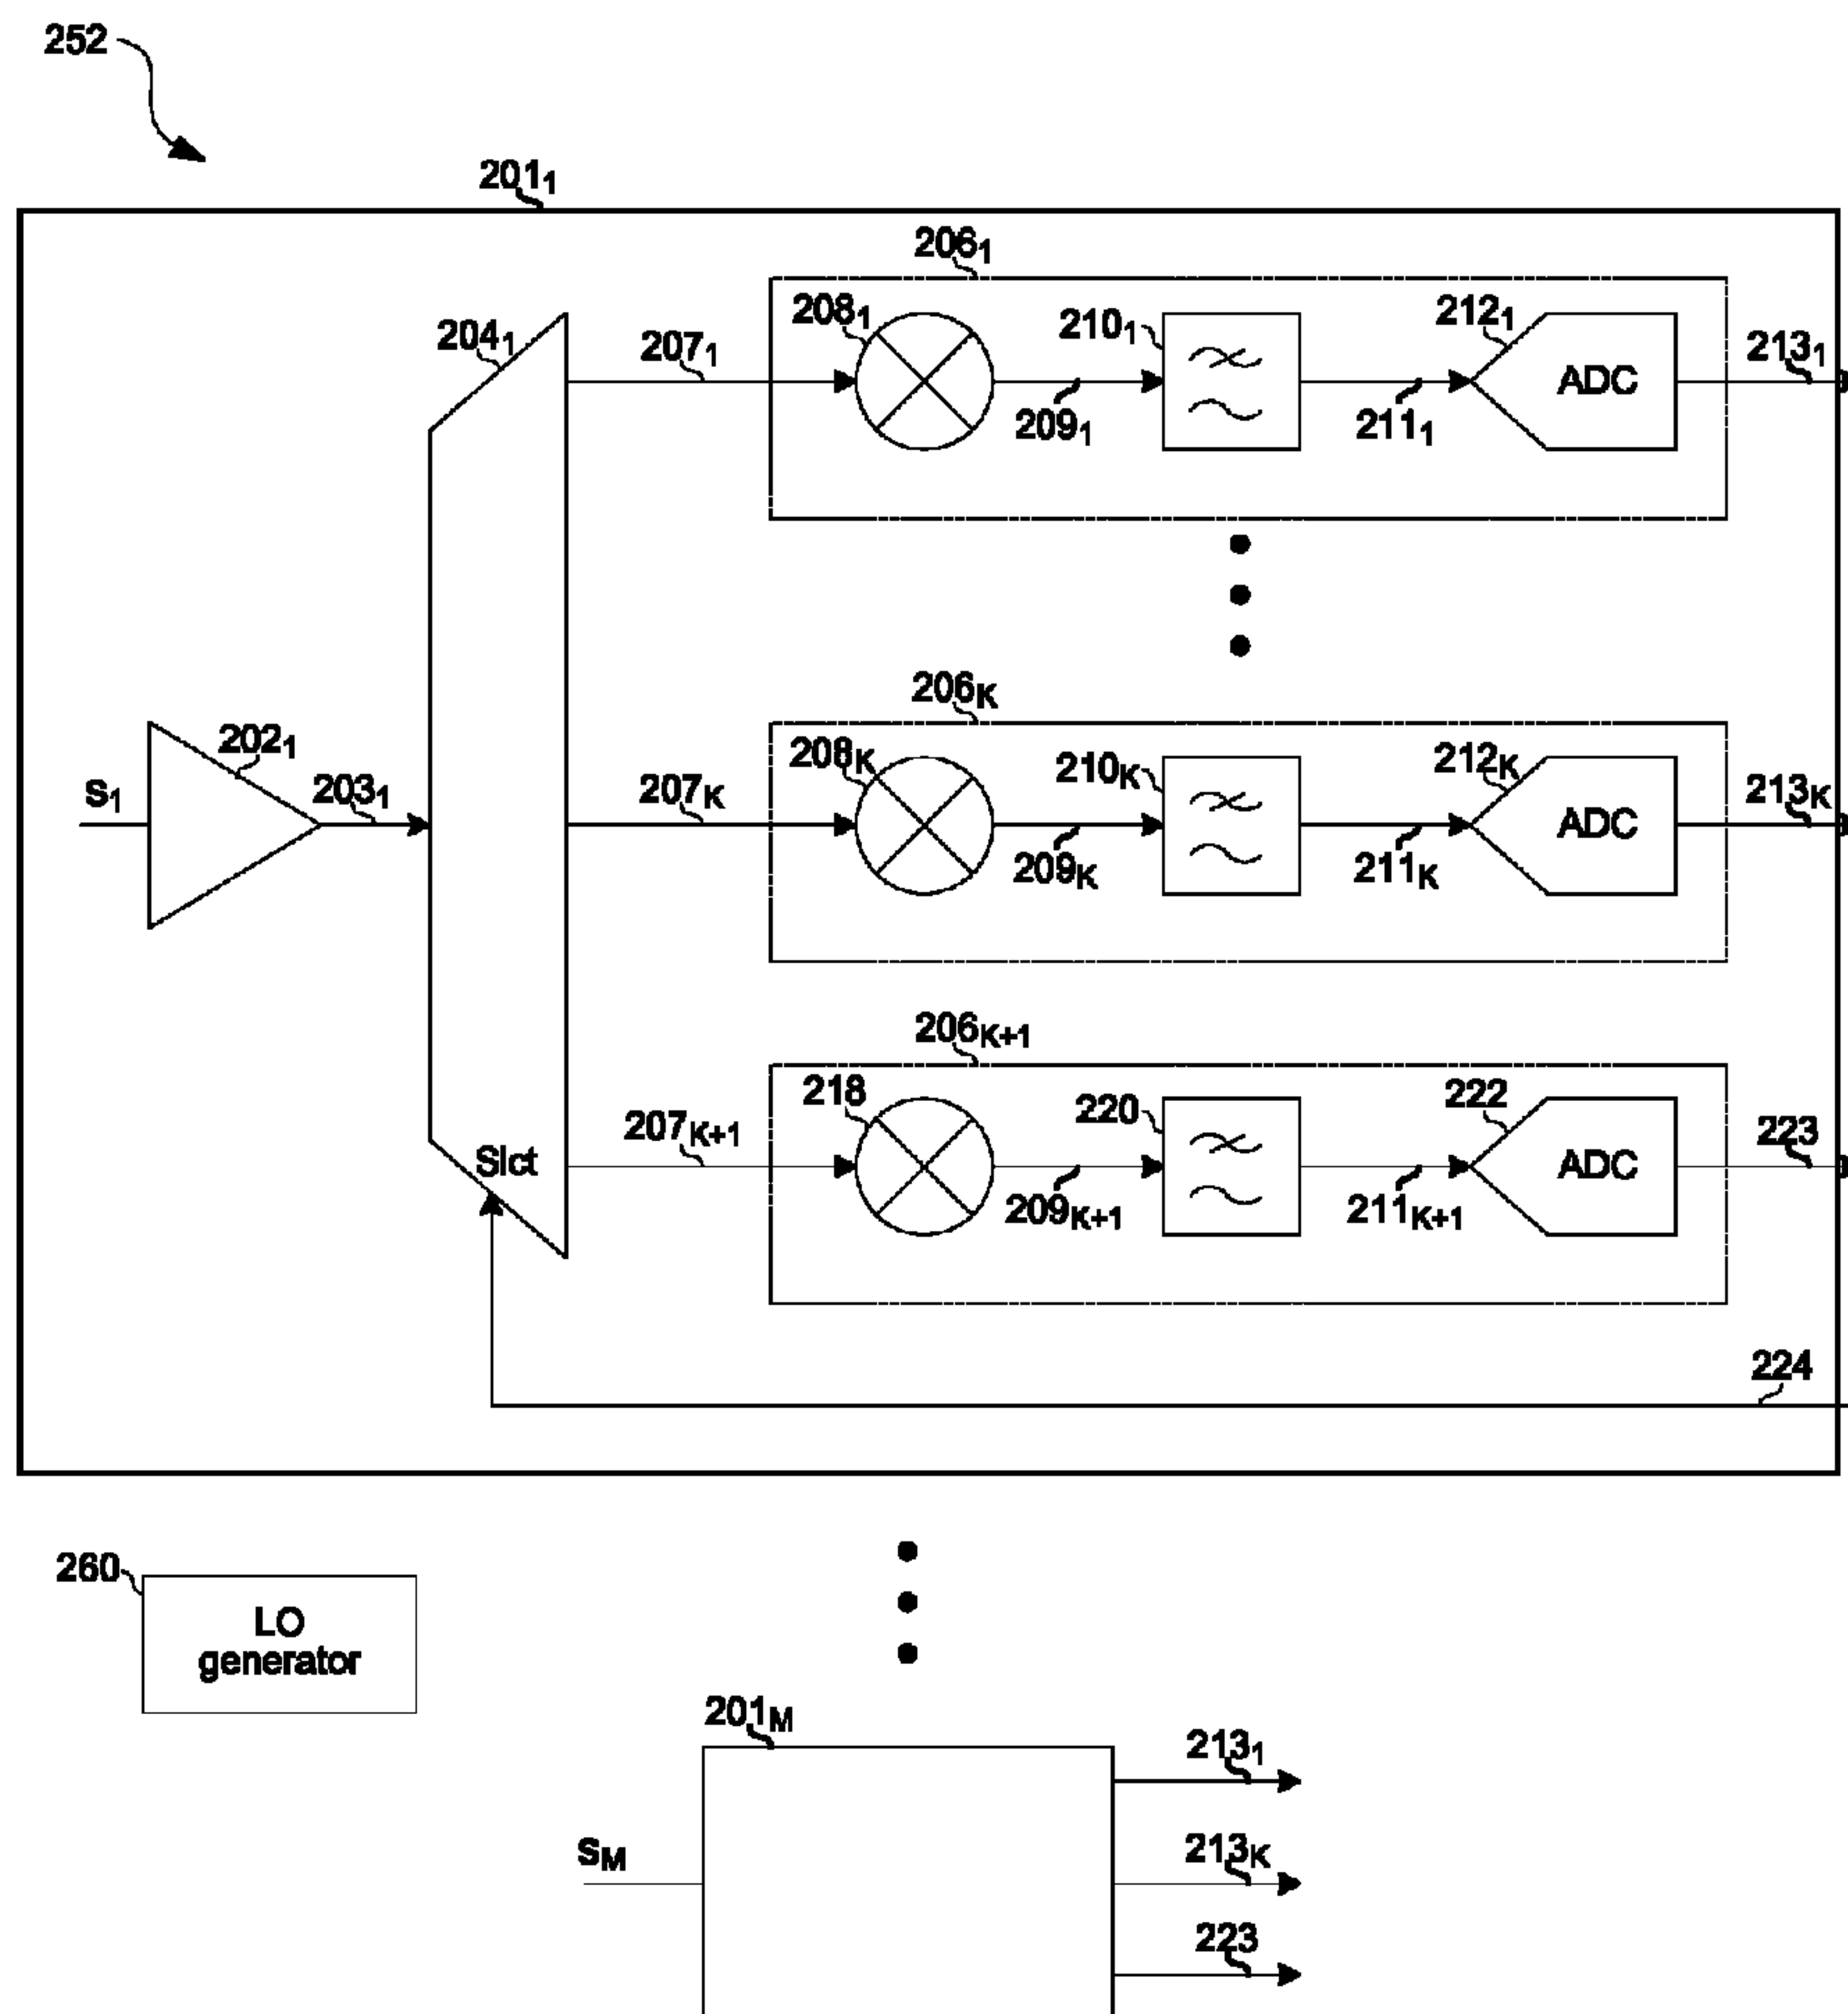 252
201₁
206₁
204₁
207₁
208₁
209₁
210₁
211₁
212₁
ADC
213₁
206K
S₁
202₁
203₁
207K
208K
209K
210K
211K
212K
ADC
213K
206K+1
Slct
207K+1
218
209K+1
220
211K+1
222
ADC
223
224
260
LO
generator
201M
SM
213₁
213K
223